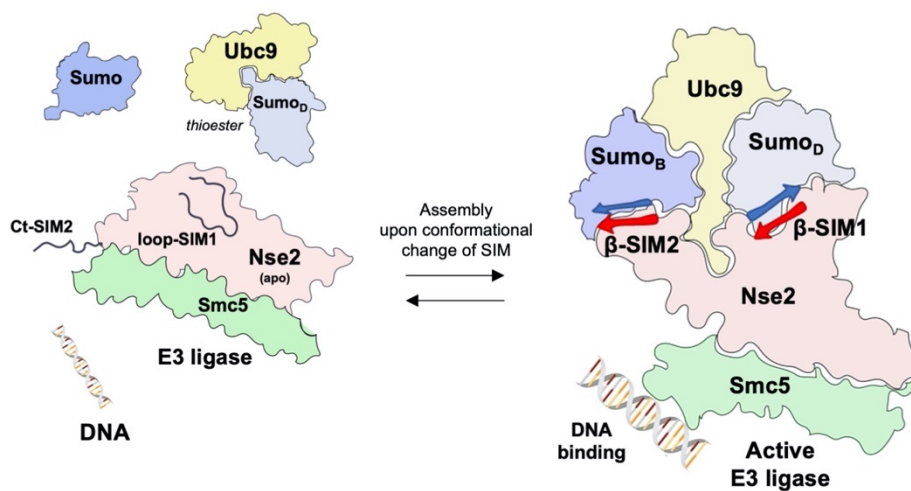 Sumo
Ubc9
Sumo_D
thioester
Ct-SIM2
loop-SIM1
Nse2
(apo)
Smc5
E3 ligase
DNA
Assembly
upon conformational
change of SIM
Ubc9
Sumo_B
Sumo_D
β-SIM2
β-SIM1
Nse2
Smc5
DNA
binding
Active
E3 ligase